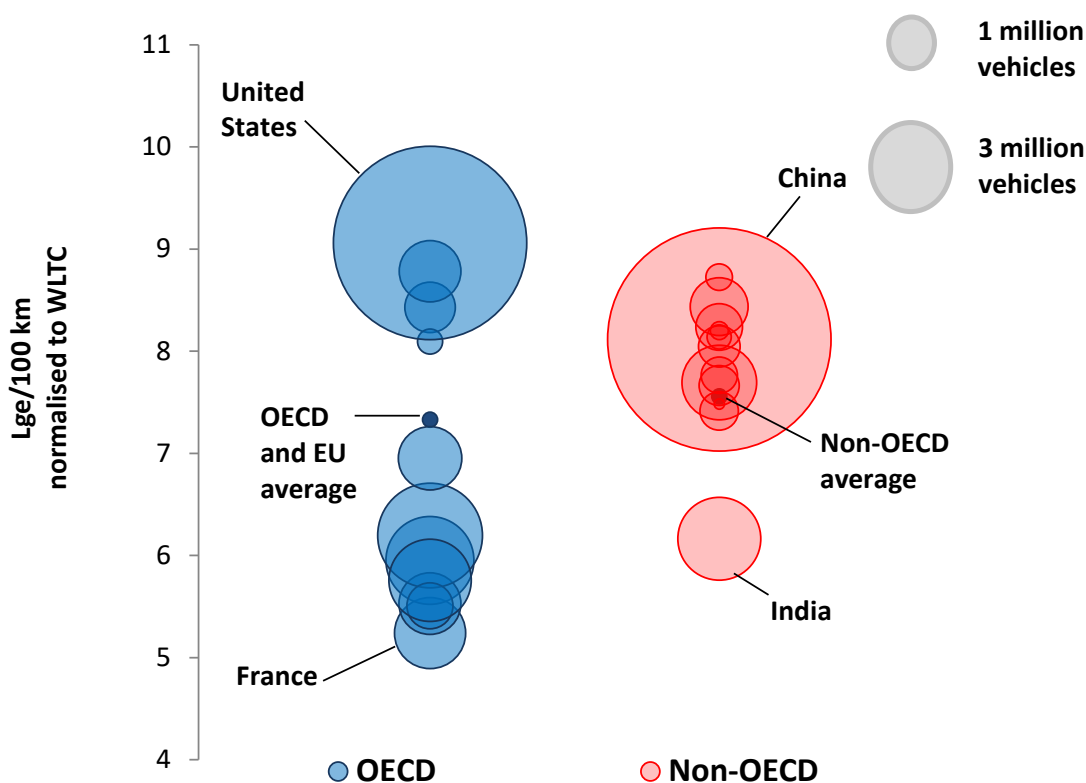 11
10
9
8
7
6
5
4
Lge/100 km
normalised to WLTC
United
States
OECD
and EU
average
France
China
Non-OECD
average
India
1 million
vehicles
3 million
vehicles
OECD
Non-OECD